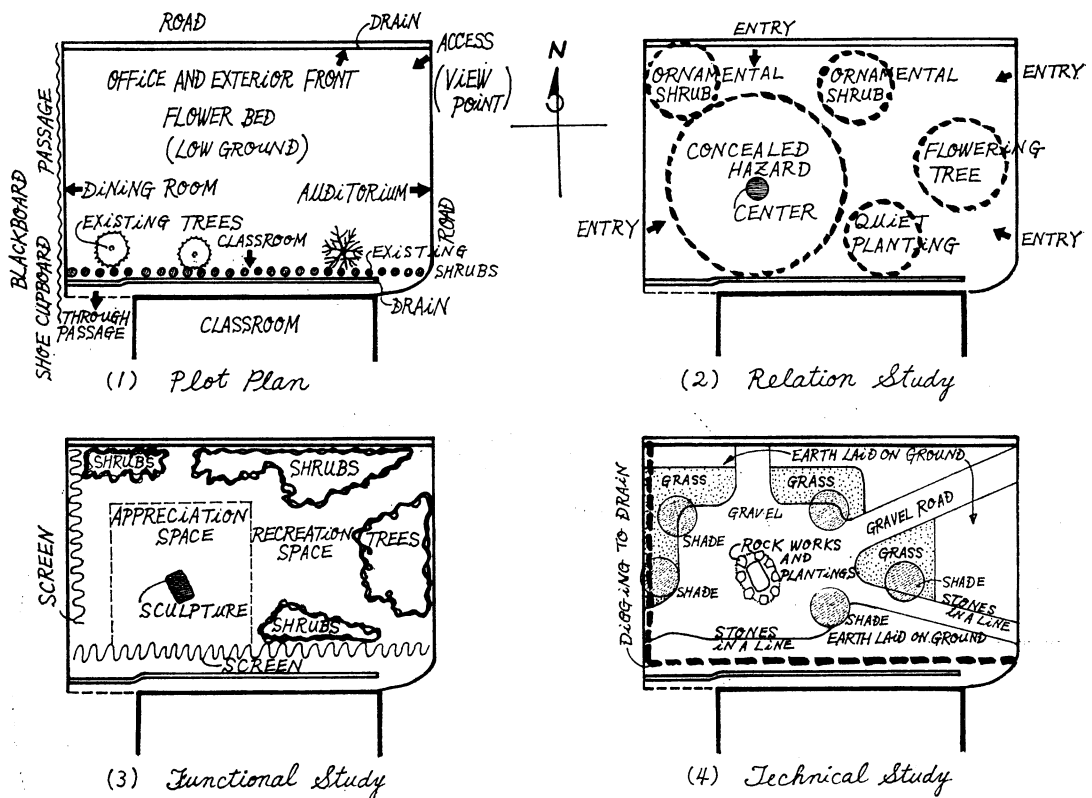 ROAD
DRAIN
ACCESS
(VIEW
POINT)
OFFICE AND EXTERIOR FRONT
FLOWER BED
(LOW GROUND)
DINING ROOM
AUDITORIUM
EXISTING TREES
CLASSROOM
EXISTING
SHRUBS
ROAD
DRAIN
BLACKBOARD
SHOE CUPBOARD PASSAGE
THROUGH
PASSAGE
CLASSROOM
(1) Plot Plan
N
ENTRY
ORNAMENTAL
SHRUB
ORNAMENTAL
SHRUB
ENTRY
CONCEALED
HAZARD
CENTER
FLOWERING
TREE
ENTRY
QUIET
PLANTING
ENTRY
(2) Relation Study
SHRUBS
SHRUBS
APPRECIATION
SPACE
RECREATION
SPACE
TREES
SCREEN
SCULPTURE
SHRUBS
SCREEN
(3) Functional Study
EARTH LAID ON GROUND
GRASS
GRASS
GRAVEL
GRAVEL ROAD
SHADE
ROCK WORKS
AND
PLANTINGS
GRASS
SHADE
SHADE
STONES
IN A LINE
SHADE
STONES
IN A LINE
EARTH LAID ON GROUND
DIGGING TO DRAIN
(4) Technical Study